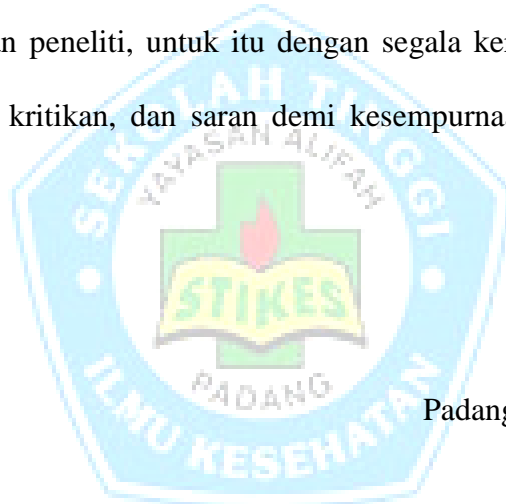 n peneliti, untuk itu dengan segala ke
kritikan, dan saran demi kesempurna
SEKOLAH TINGGI
YAYASAN ALIFAH
STIKES
PADANG
Padang
ILMU KESEHATAN